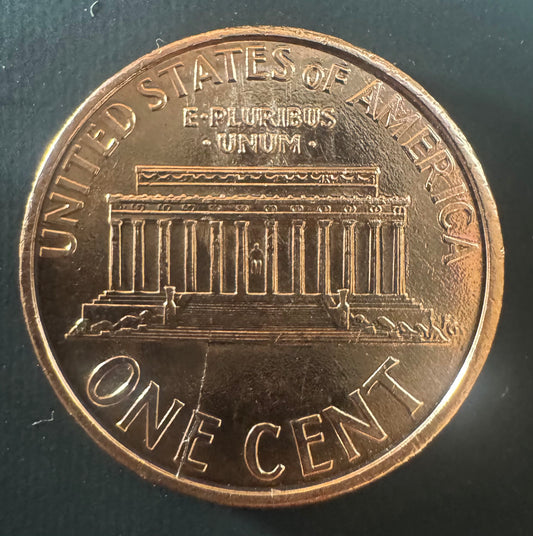 UNITED STATES OF AMERICA
E·PLURIBUS
·UNUM·
ONE CENT